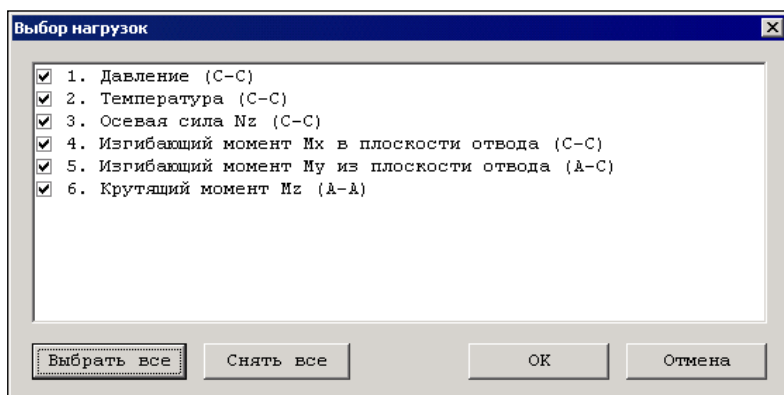 Выбор нагрузок
1. Давление (С-С)
2. Температура (С-С)
3. Осевая сила Nz (С-С)
4. Изгибающий момент Mx в плоскости отвода (С-С)
5. Изгибающий момент My из плоскости отвода (А-С)
6. Крутящий момент Mz (А-А)
Выбрать все Снять все OK Отмена